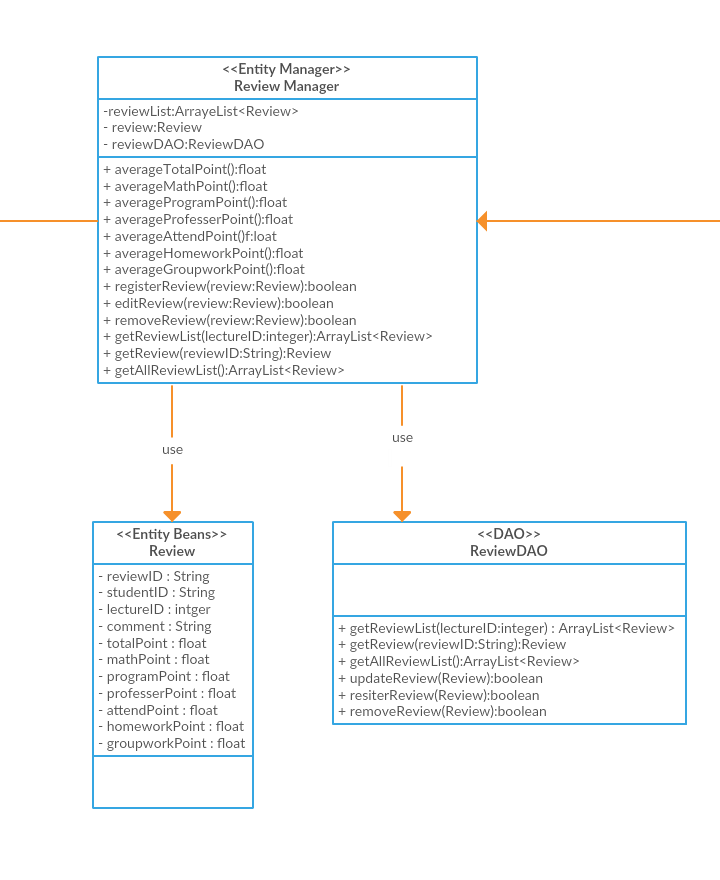 <<Entity Manager>>
Review Manager
-reviewList:ArrayeList<Review>
- review:Review
- reviewDAO:ReviewDAO
+ averageTotalPoint():float
+ averageMathPoint():float
+ averageProgramPoint():float
+ averageProfesserPoint():float
+ averageAttendPoint()f:loat
+ averageHomeworkPoint():float
+ averageGroupworkPoint():float
+ registerReview(review:Review):boolean
+ editReview(review:Review):boolean
+ removeReview(review:Review):boolean
+ getReviewList(lectureID:integer):ArrayList<Review>
+ getReview(reviewID:String):Review
+ getAllReviewList():ArrayList<Review>
use
use
<<Entity Beans>>
Review
- reviewID : String
- studentID : String
- lectureID : intger
- comment : String
- totalPoint : float
- mathPoint : float
- programPoint : float
- professerPoint : float
- attendPoint : float
- homeworkPoint : float
- groupworkPoint : float
<<DAO>>
ReviewDAO
+ getReviewList(lectureID:integer) : ArrayList<Review>
+ getReview(reviewID:String):Review
+ getAllReviewList():ArrayList<Review>
+ updateReview(Review):boolean
+ resiterReview(Review):boolean
+ removeReview(Review):boolean